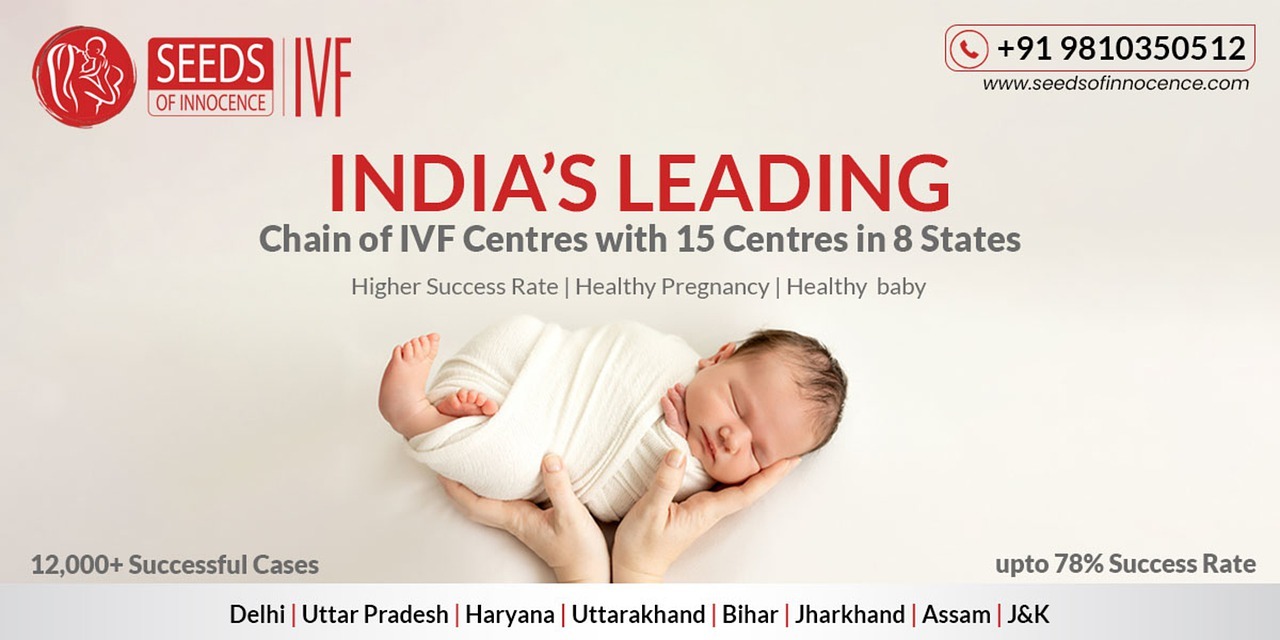 SEEDS
OF INNOCENCE
IVF
+91 9810350512
www.seedsofinnocence.com
INDIA'S LEADING
Chain of IVF Centres with 15 Centres in 8 States
Higher Success Rate | Healthy Pregnancy | Healthy baby
12,000+ Successful Cases
upto 78% Success Rate
Delhi | Uttar Pradesh | Haryana | Uttarakhand | Bihar | Jharkhand | Assam | J&K